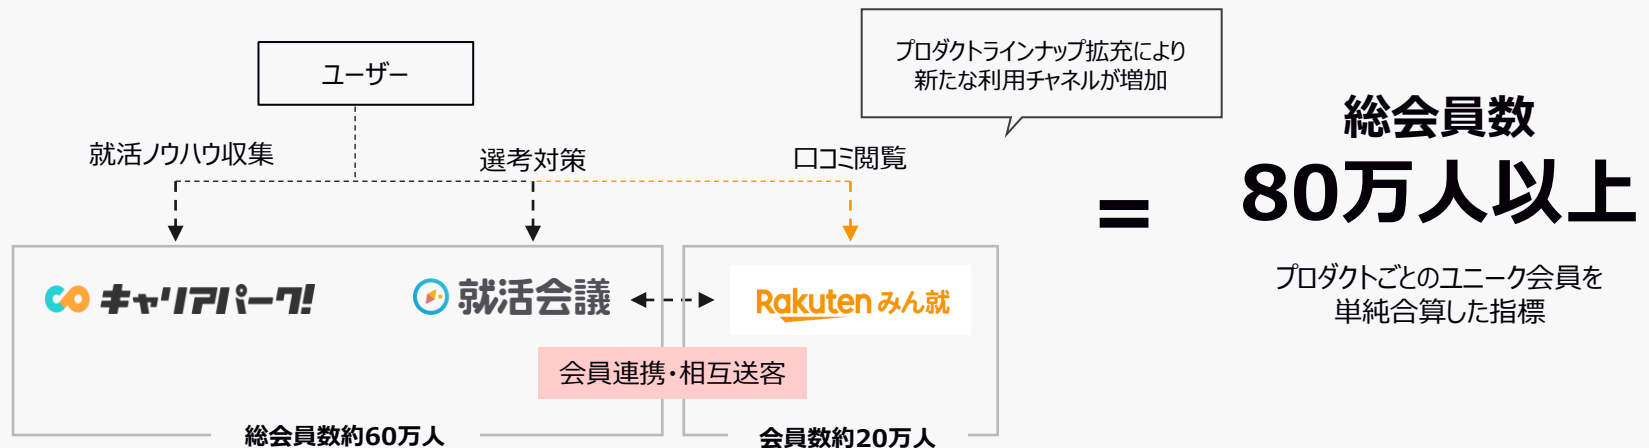 プロダクトラインナップ拡充により
新たな利用チャネルが増加
ユーザー
就活ノウハウ収集
選考対策
口コミ閲覧
キャリアパーク!
就活会議
Rakuten みん就
会員連携・相互送客
総会員数約60万人
会員数約20万人
=
総会員数
80万人以上
プロダクトごとのユニーク会員を
単純合算した指標